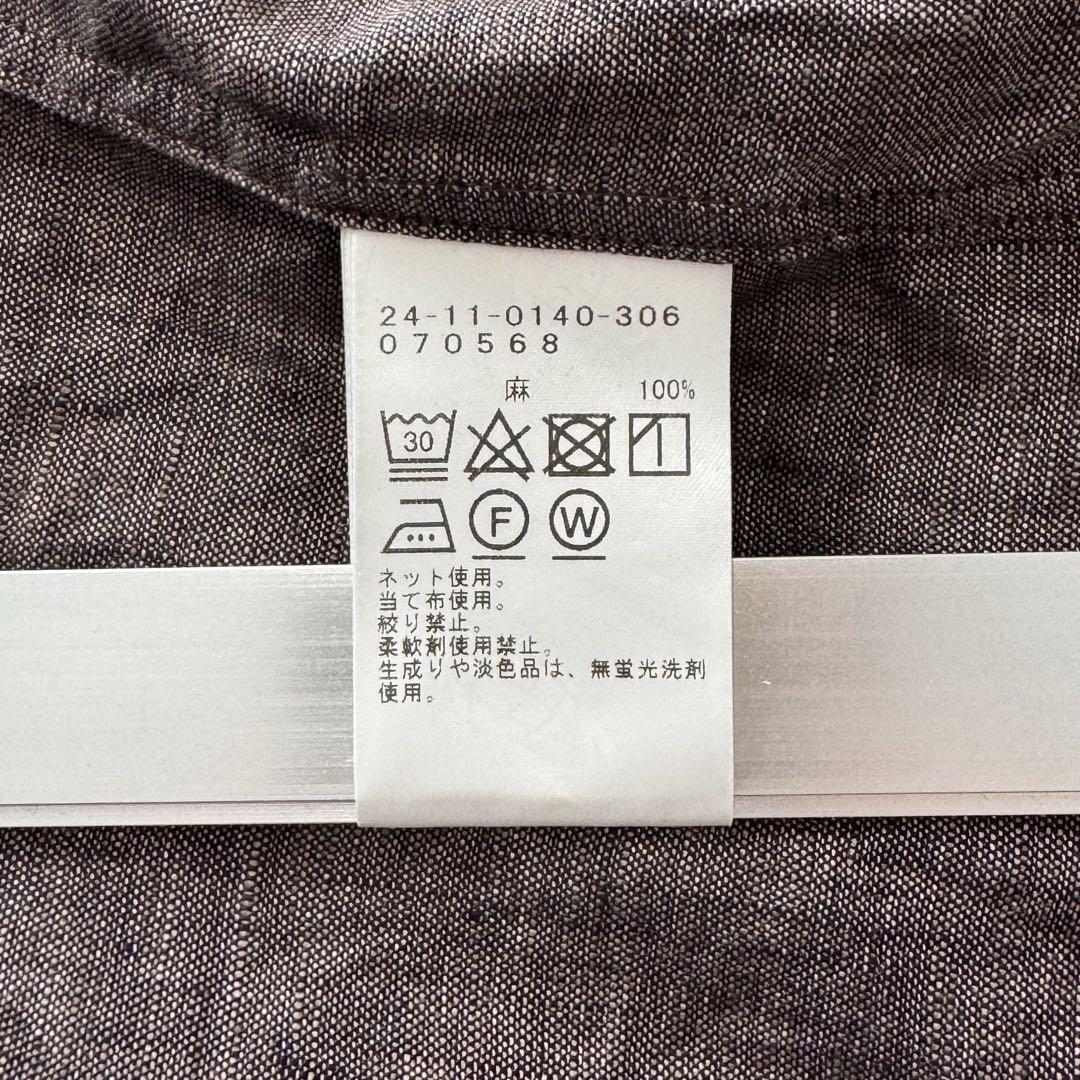 24-11-0140-306
070568
麻 100%
30
F W
ネット使用。
当て布使用。
絞り禁止。
柔軟剤使用禁止。
生成りや淡色品は、無蛍光洗剤
使用。